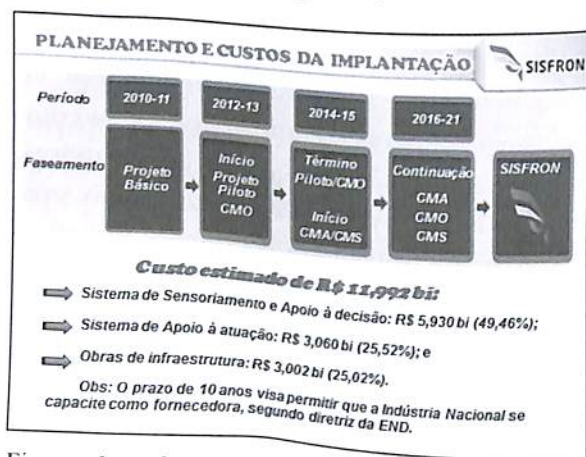 PLANEJAMENTO E CUSTOS DA IMPLANTAÇÃO
SISFRON
Período
2010-11
2012-13
2014-15
2016-21
Faseamento
Projeto
Básico
Início
Projeto
Piloto
CMO
Término
Piloto/CMO
Início
CMA/CMS
Continuação
CMA
CMO
CMS
SISFRON
Custo estimado de R$ 11,992 bi:
Sistema de Sensoriamento e Apoio à decisão: R$ 5,930 bi (49,46%);
Sistema de Apoio à atuação: R$ 3,060 bi (25,52%); e
Obras de infraestrutura: R$ 3,002 bi (25,02%).
Obs: O prazo de 10 anos visa permitir que a Indústria Nacional se
capacite como fornecedora, segundo diretriz da END.